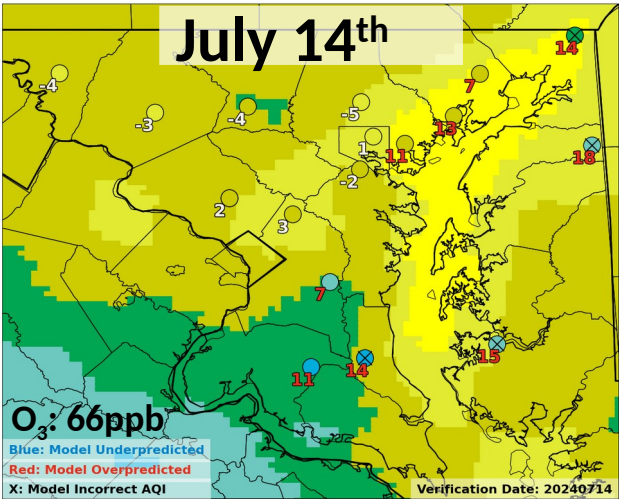 July 14th
14
-4
7
-4
-5
-3
13
1
11
18
-2
2
3
7
15
14
11
O3: 66ppb
Blue: Model Underpredicted
Red: Model Overpredicted
X: Model Incorrect AQI
Verification Date: 20240714